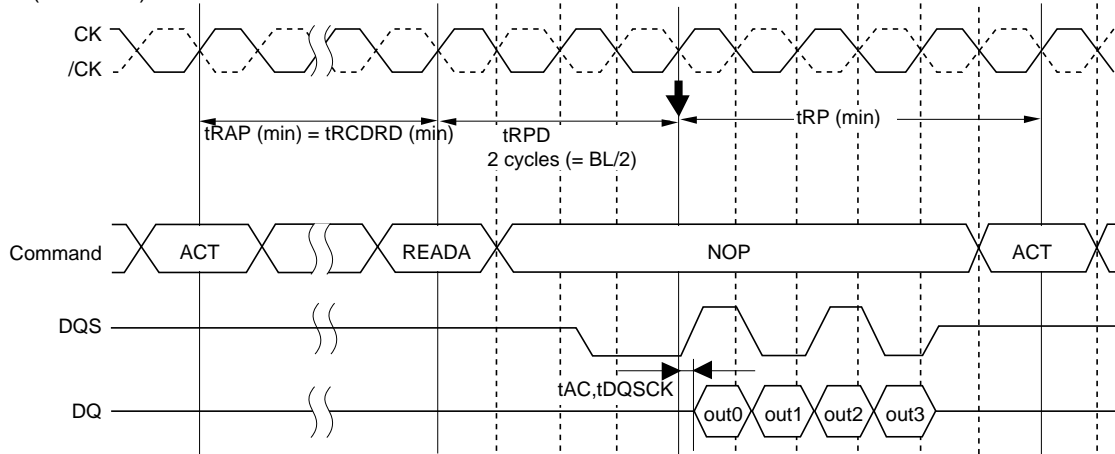 CK
/CK
tRAP (min) = tRCDRD (min)
tRPD
2 cycles (= BL/2)
tRP (min)
Command
ACT
READA
NOP
ACT
DQS
tAC,tDQSCK
DQ
out0
out1
out2
out3